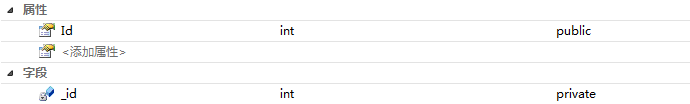 属性
Id int public
<添加属性>
字段
_id int private